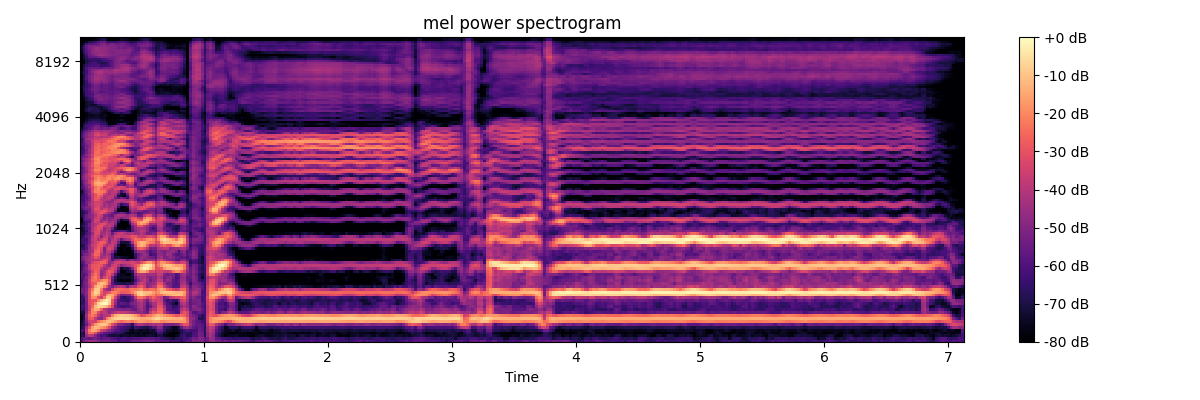 mel power spectrogram
Hz
8192
4096
2048
1024
512
0
0 1 2 3 4 5 6 7
Time
+0 dB
-10 dB
-20 dB
-30 dB
-40 dB
-50 dB
-60 dB
-70 dB
-80 dB